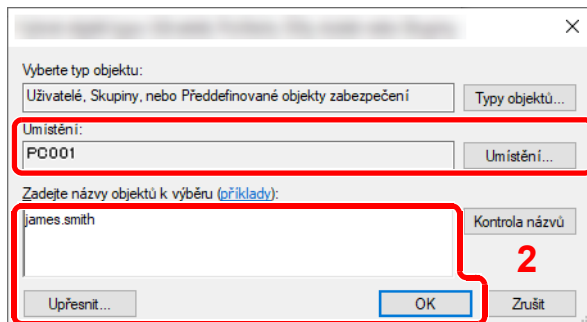 Vyberte typ objektu:
Uživatelé, Skupiny, nebo Předdefinované objekty zabezpečení
Typy objektů...
Umístění:
PC001
Umístění...
Zadejte názvy objektů k výběru (příklady):
james.smith
Kontrola názvů
2
Upřesnit...
OK
Zrušit